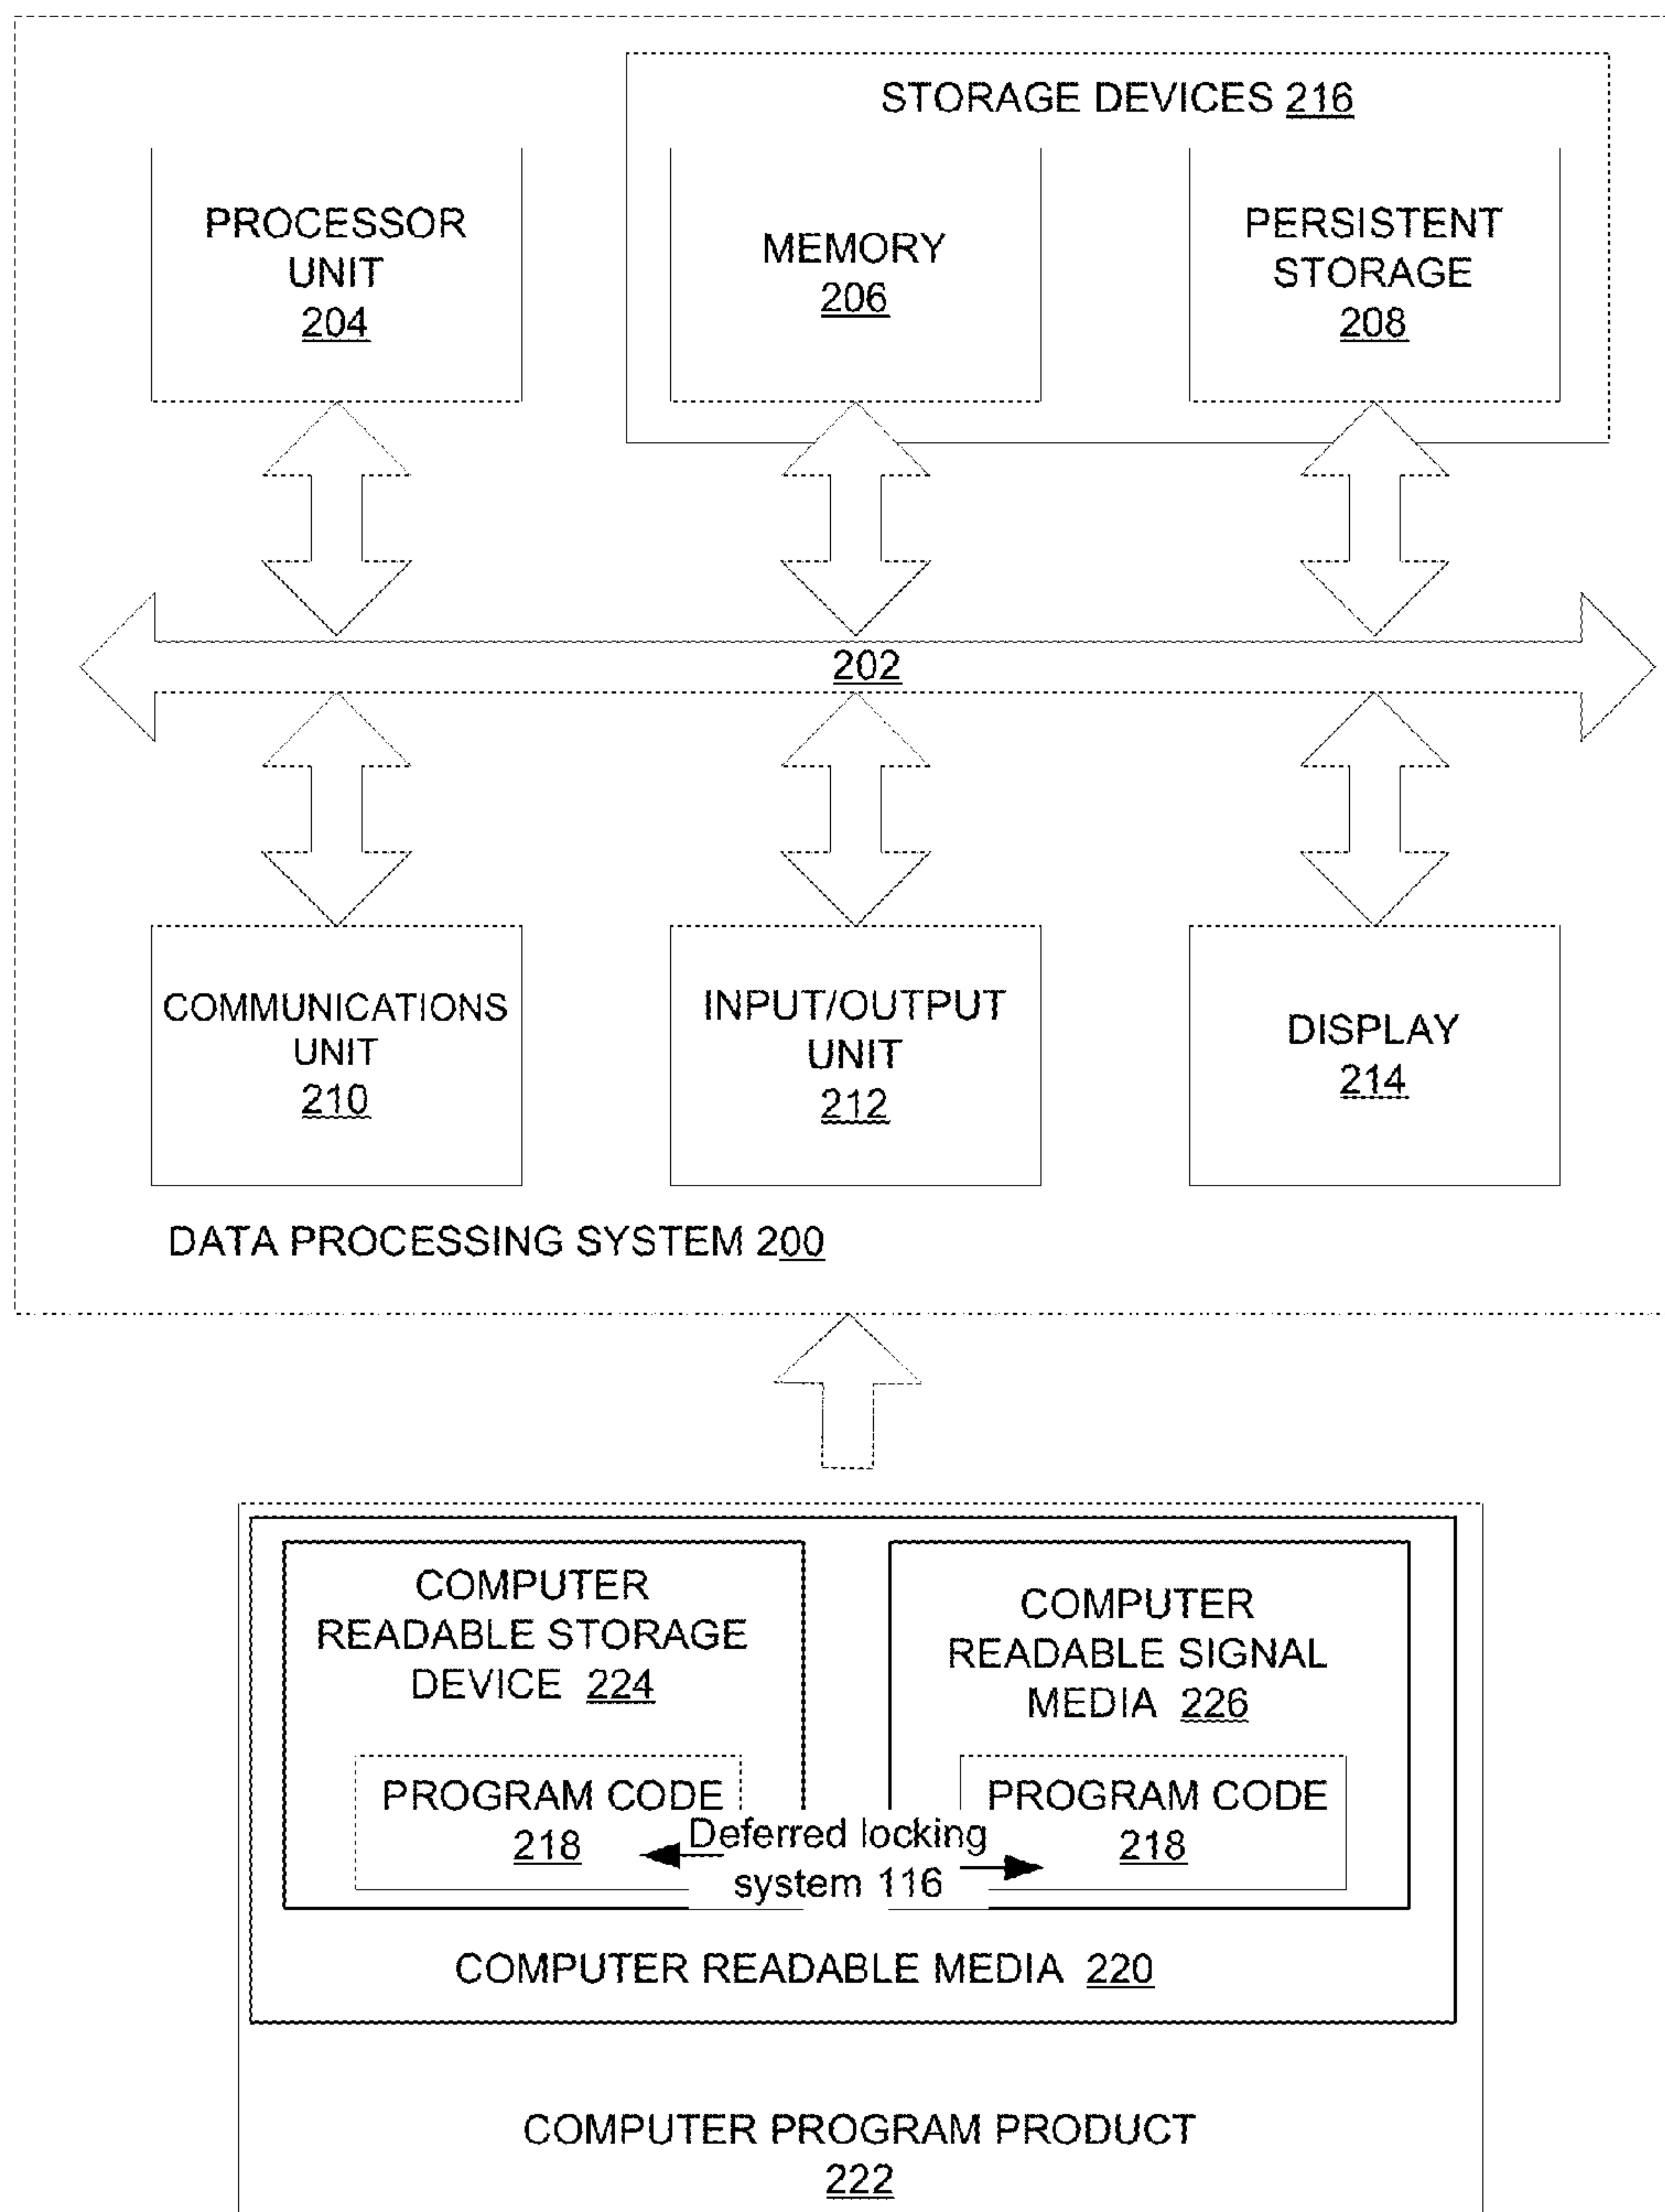 STORAGE DEVICES 216
PROCESSOR
UNIT
204
MEMORY
206
PERSISTENT
STORAGE
208
202
COMMUNICATIONS
UNIT
210
INPUT/OUTPUT
UNIT
212
DISPLAY
214
DATA PROCESSING SYSTEM 200
COMPUTER
READABLE STORAGE
DEVICE 224
COMPUTER
READABLE SIGNAL
MEDIA 226
PROGRAM CODE
218
PROGRAM CODE
218
Deferred locking
system 116
COMPUTER READABLE MEDIA 220
COMPUTER PROGRAM PRODUCT
222